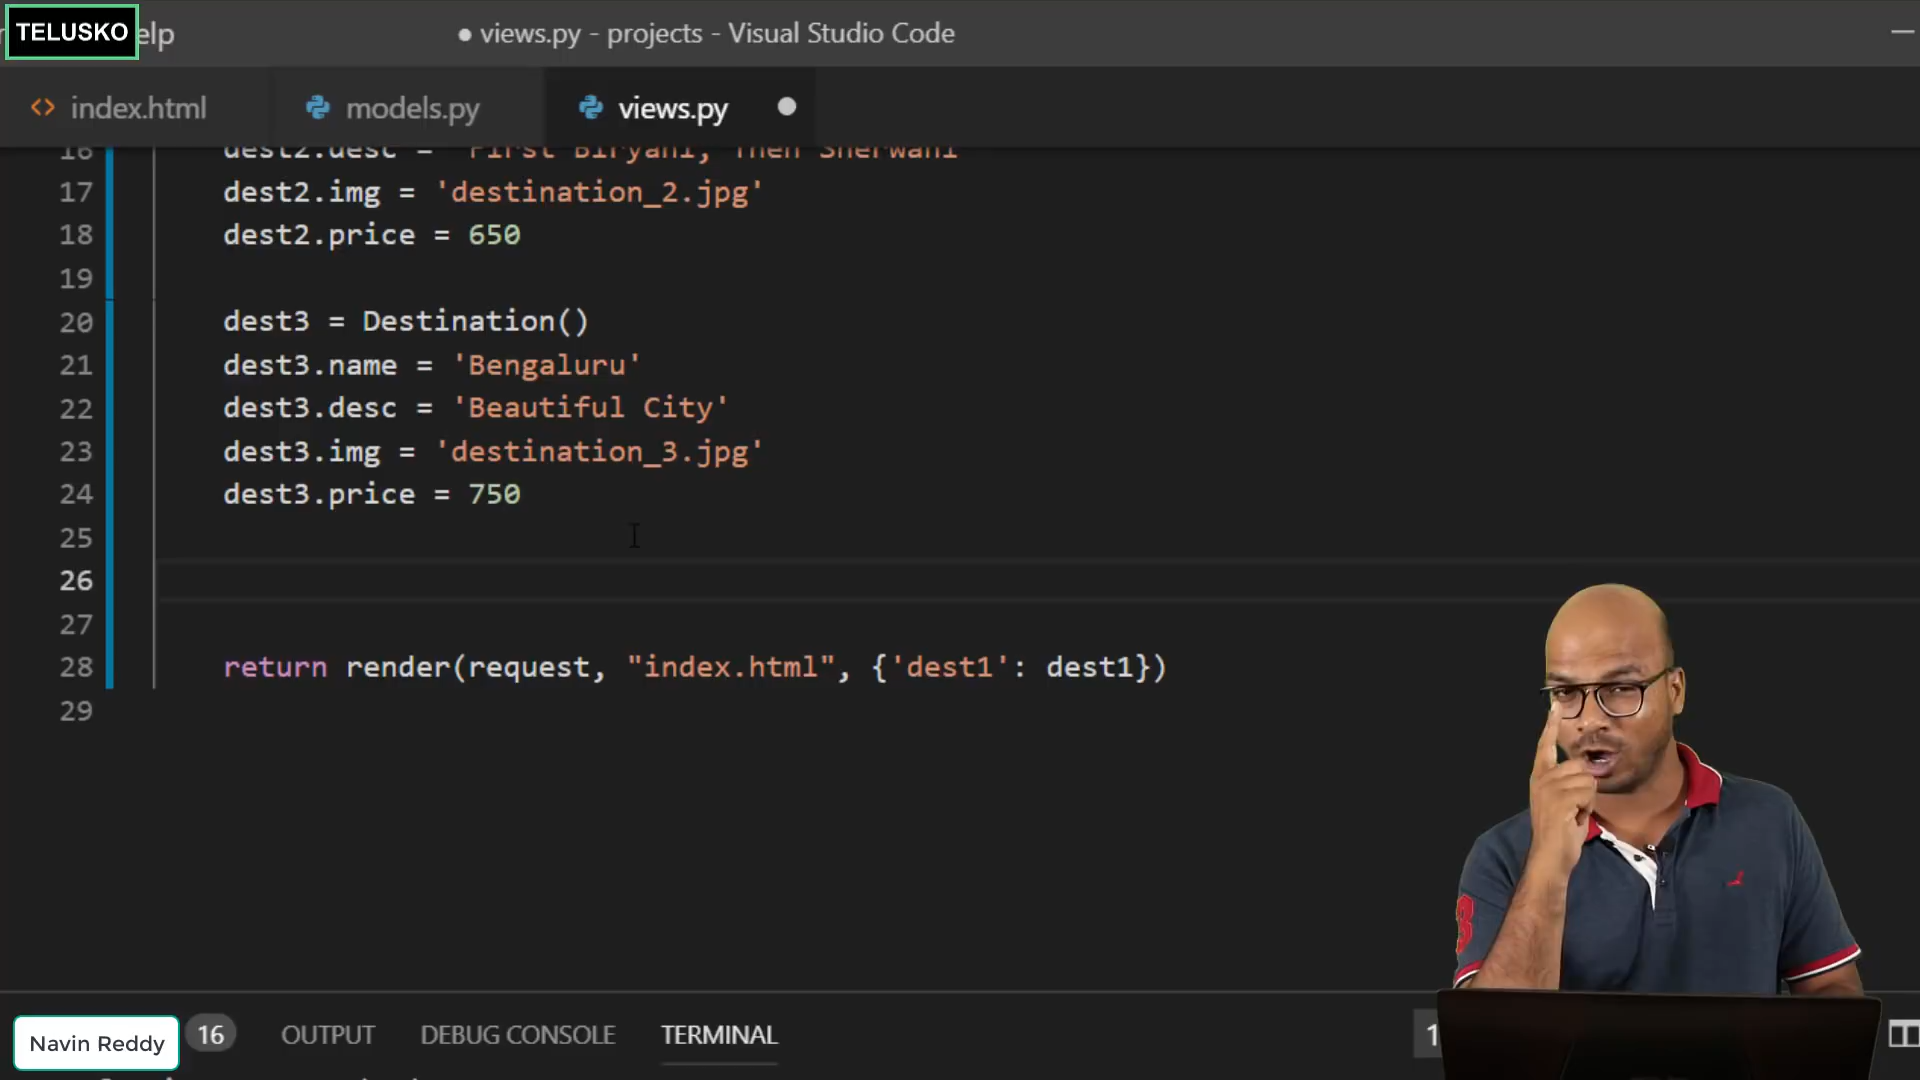 TELUSKO
elp
● views.py - projects - Visual Studio Code
index.html
models.py
views.py
16 dest2.desc = 'First Biryani, Then Sherwani'
17 dest2.img = 'destination_2.jpg'
18 dest2.price = 650
19
20 dest3 = Destination()
21 dest3.name = 'Bengaluru'
22 dest3.desc = 'Beautiful City'
23 dest3.img = 'destination_3.jpg'
24 dest3.price = 750
25
26
27
28 return render(request, "index.html", {'dest1': dest1})
29
3
Navin Reddy
16
OUTPUT
DEBUG CONSOLE
TERMINAL
1